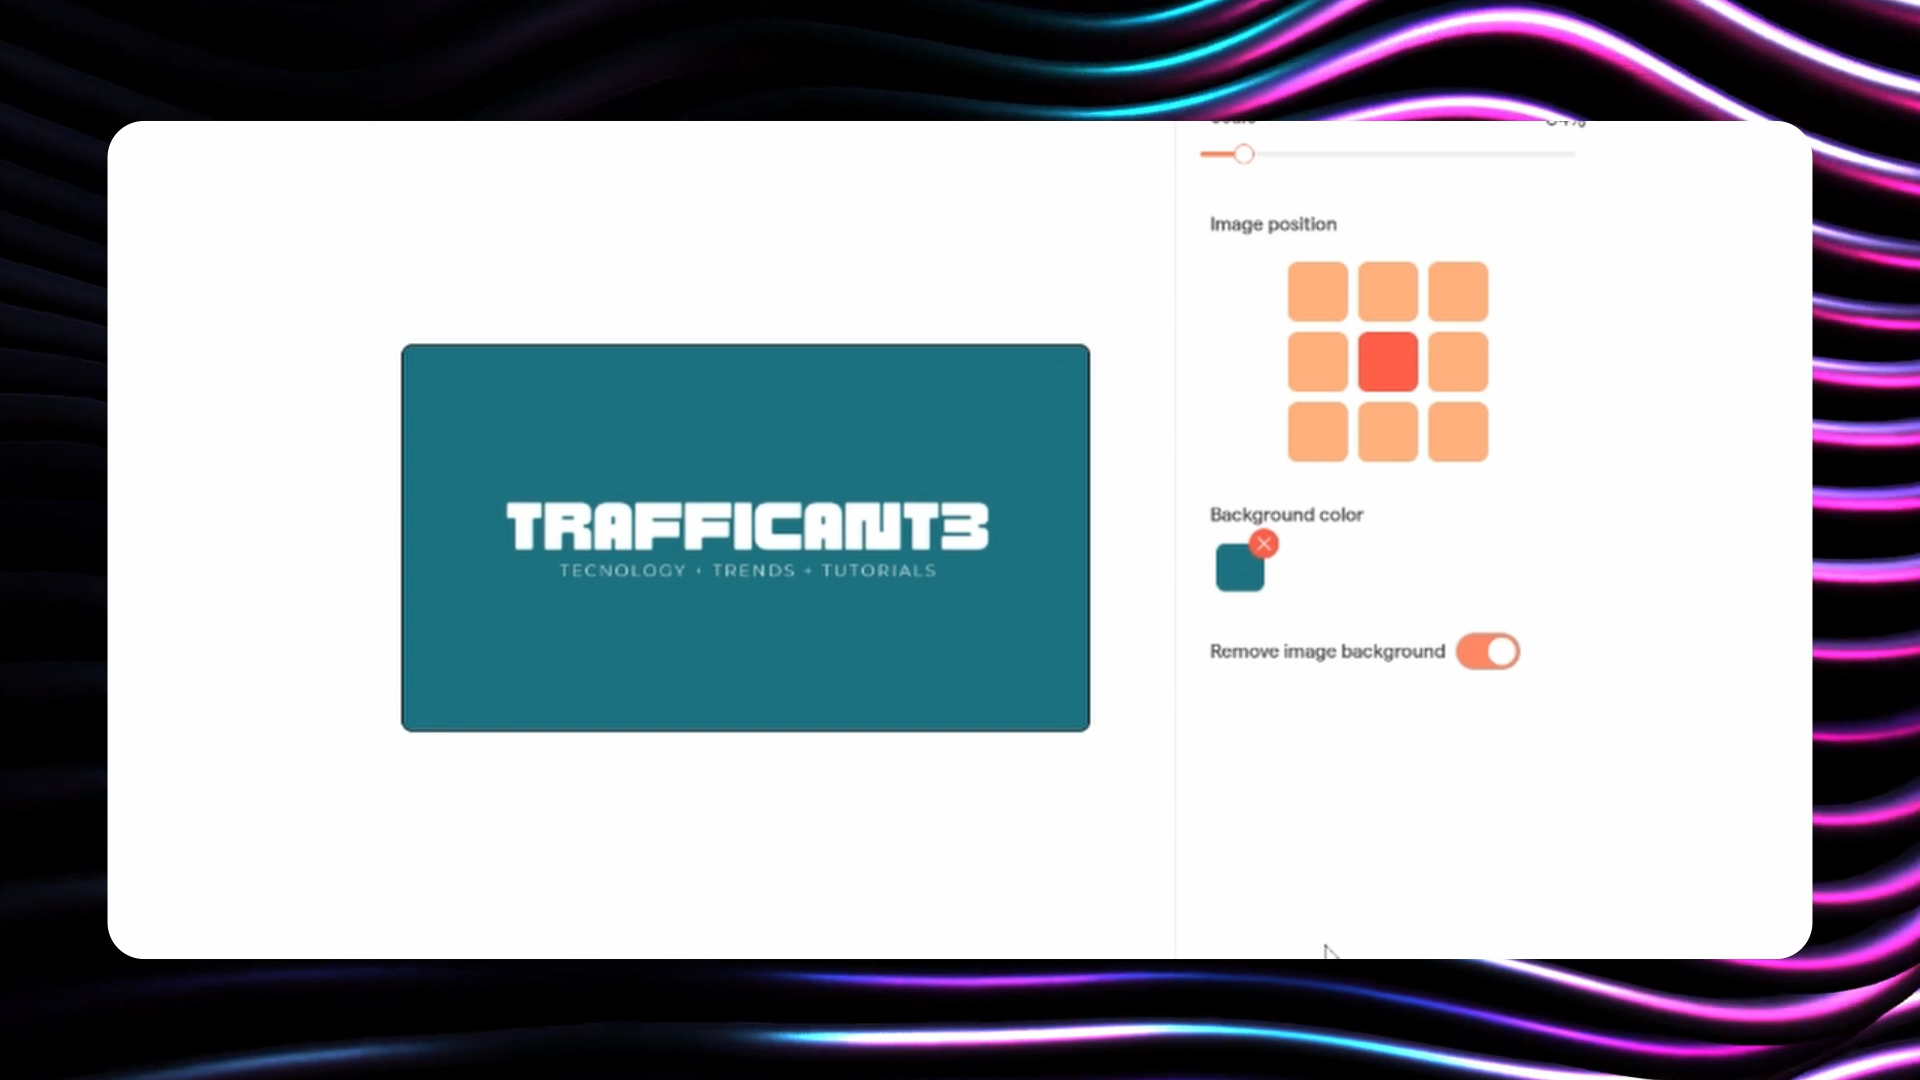 Image position
TRAFFICANT3
TECNOLOGY + TRENDS + TUTORIALS
Background color
Remove image background